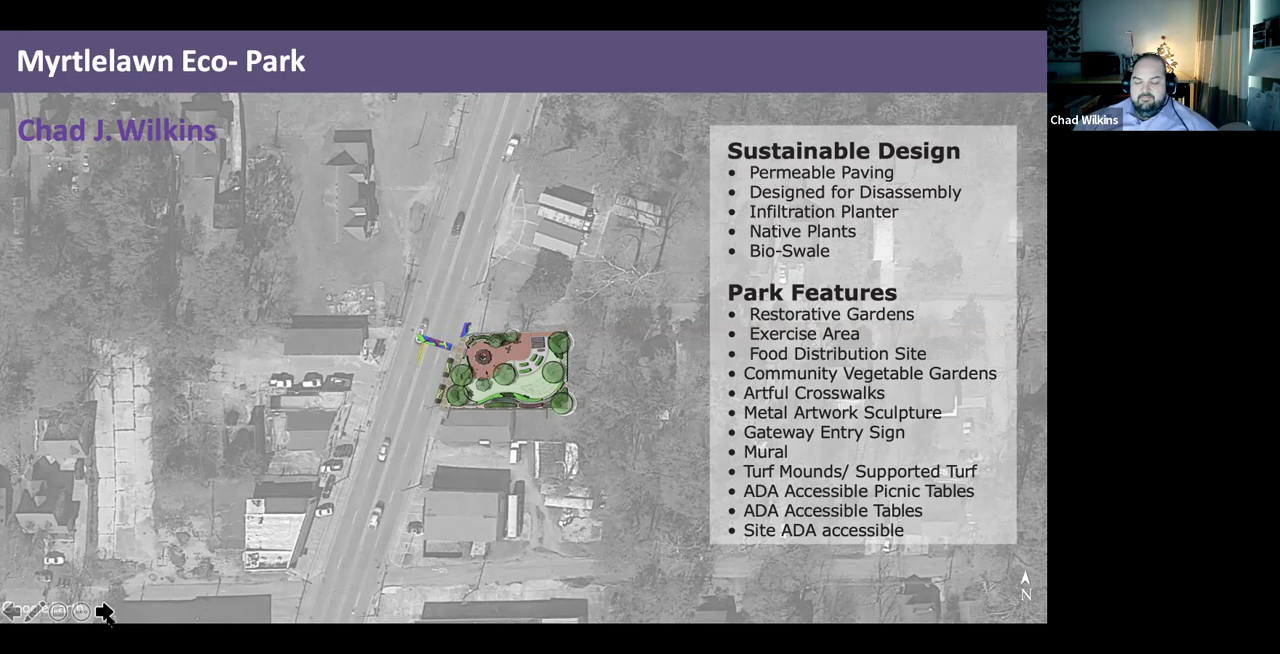 Myrtlelawn Eco- Park
Chad J. Wilkins
Chad Wilkins
Sustainable Design
• Permeable Paving
• Designed for Disassembly
• Infiltration Planter
• Native Plants
• Bio-Swale
Park Features
• Restorative Gardens
• Exercise Area
• Food Distribution Site
• Community Vegetable Gardens
• Artful Crosswalks
• Metal Artwork Sculpture
• Gateway Entry Sign
• Mural
• Turf Mounds/ Supported Turf
• ADA Accessible Picnic Tables
• ADA Accessible Tables
• Site ADA accessible
N